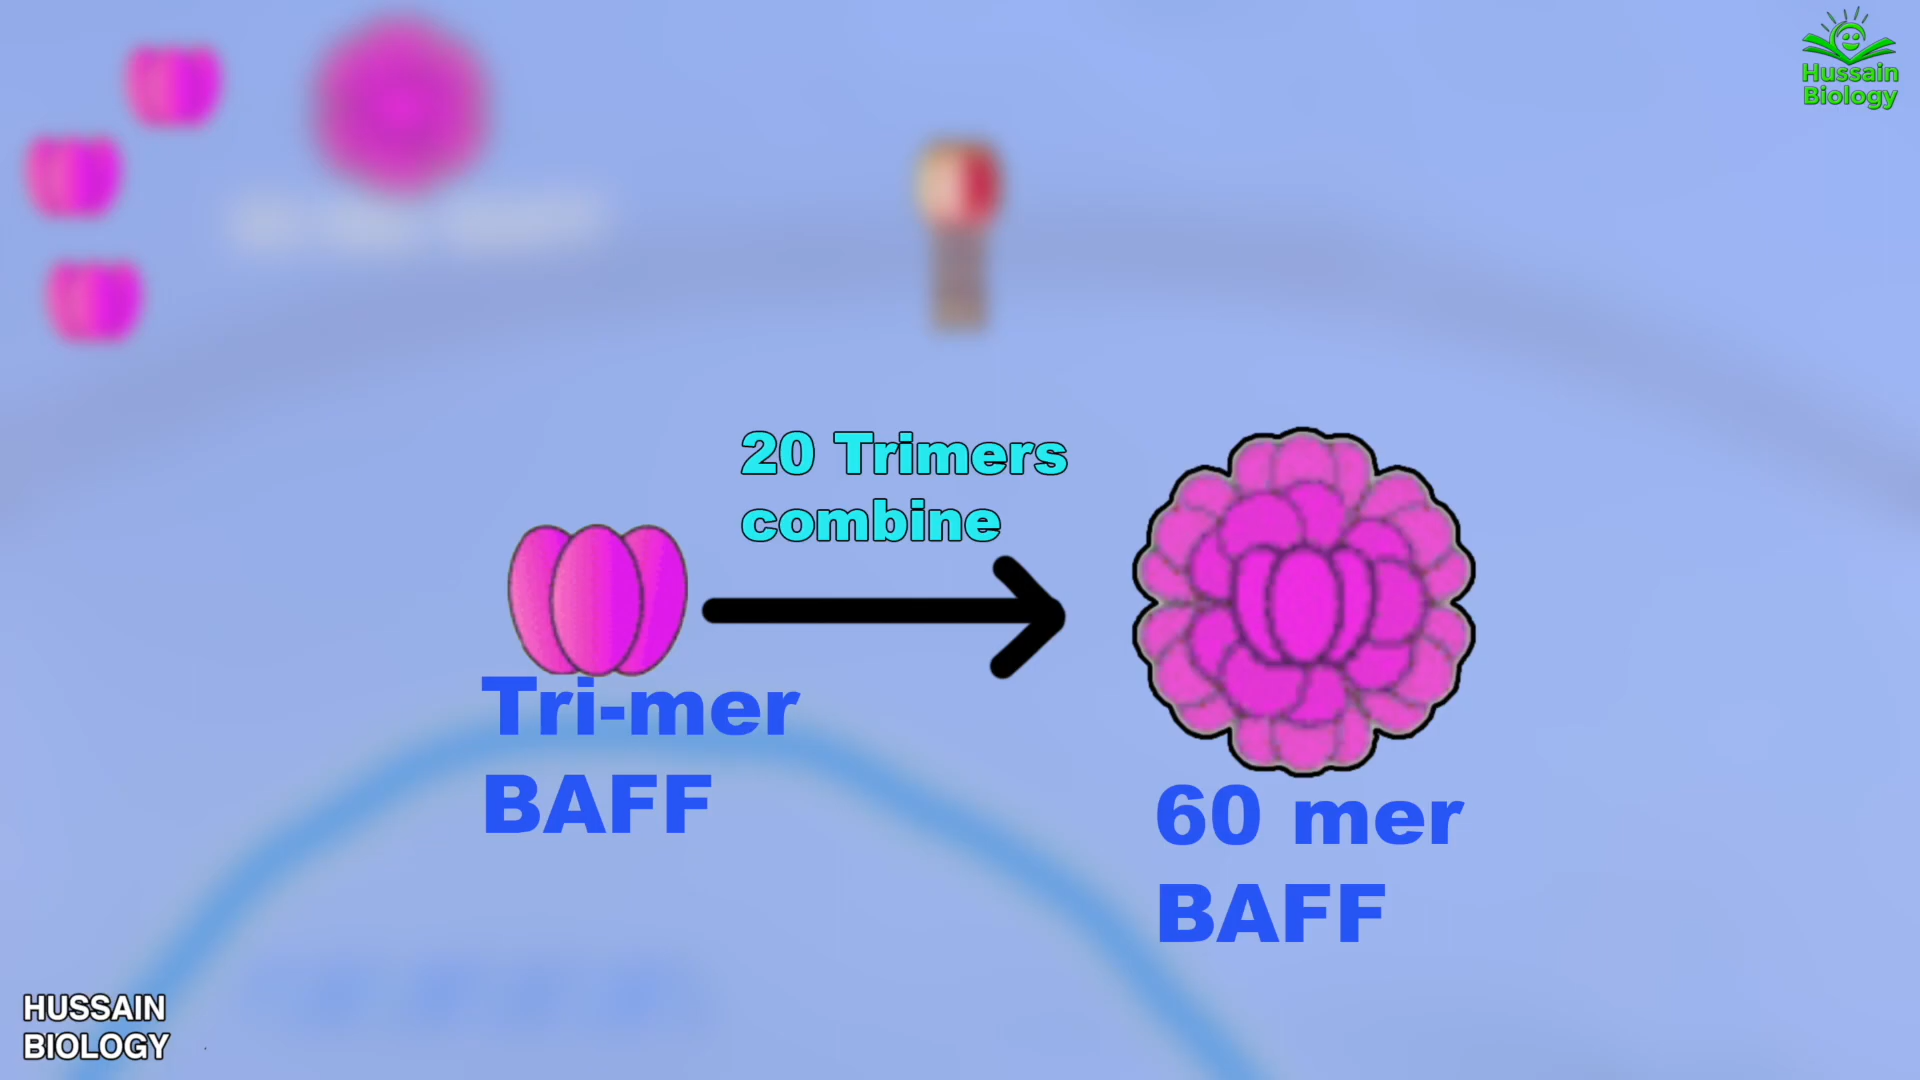 Hussain
Biology
20 Trimers
combine
Tri-mer
BAFF
60 mer
BAFF
HUSSAIN
BIOLOGY